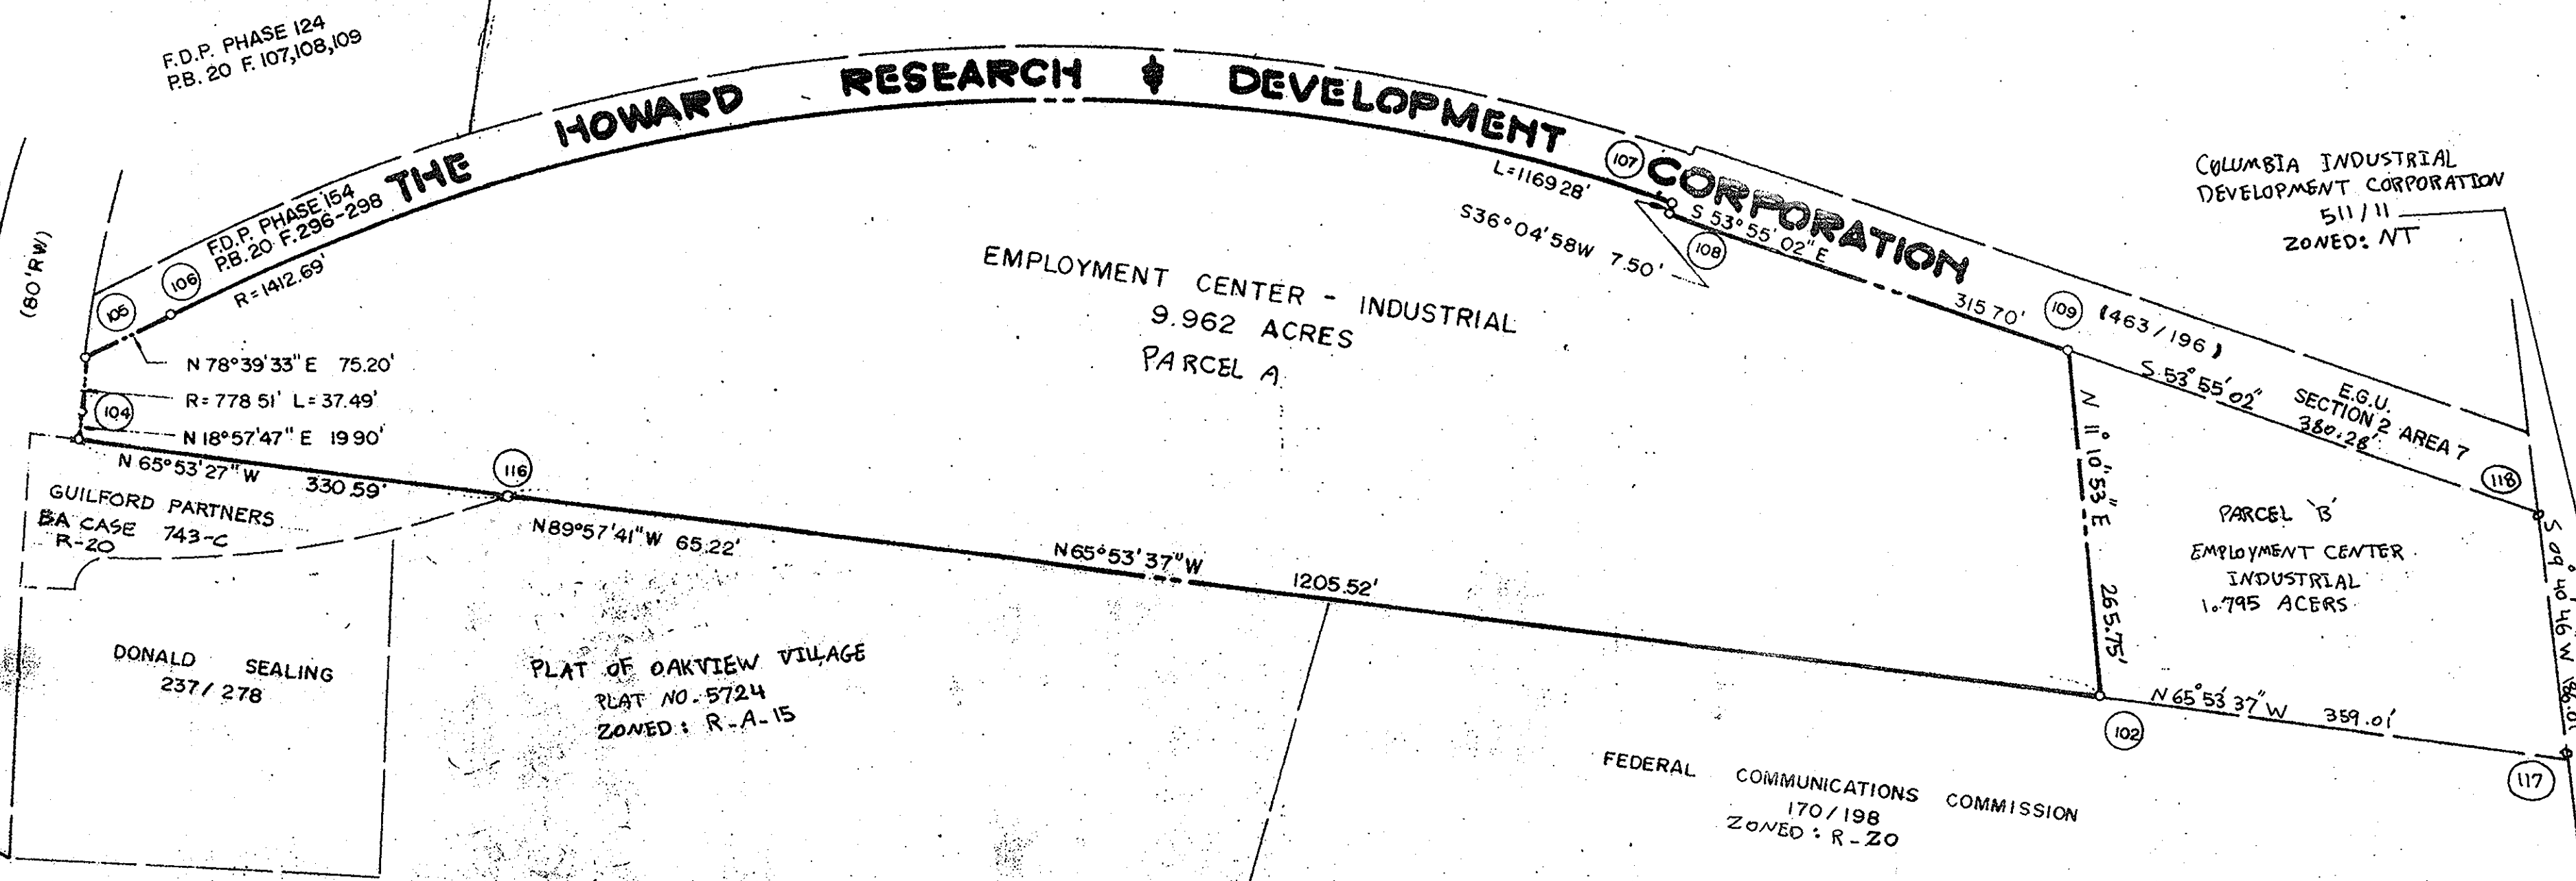 F.D.P. PHASE 124
P.B. 20 F. 107,108,109
THE HOWARD RESEARCH & DEVELOPMENT CORPORATION
(80' RW)
F.D.P. PHASE 154
P.B. 20 F. 296-298
105
106
R=1412.69'
N 78°39'33" E 75.20'
R= 778 51' L= 37.49'
104
N 18°57'47" E 19 90'
N 65°53'27" W 330.59'
116
GUILFORD PARTNERS
BA CASE 743-C
R-20
N89°57'41"W 65.22'
DONALD SEALING
237/278
PLAT OF OAKVIEW VILLAGE
PLAT NO. 5724
ZONED: R-A-15
EMPLOYMENT CENTER - INDUSTRIAL
9.962 ACRES
PARCEL A
L=1169 28'
107
S36°04'58W 7.50'
108
S 53°55'02" E
315 70'
109
(463/196)
COLUMBIA INDUSTRIAL
DEVELOPMENT CORPORATION
511/11
ZONED: NT
S 53°55'02"
380.28'
E.G.U.
SECTION 2 AREA 7
118
N 11°10'53" E 265.75'
PARCEL 'B'
EMPLOYMENT CENTER
INDUSTRIAL
1.795 ACERS
S 09°40'46 W
N65°53'37"W 1205.52'
N 65°53'37" W 359.01'
102
117
FEDERAL COMMUNICATIONS COMMISSION
170/198
ZONED: R-20